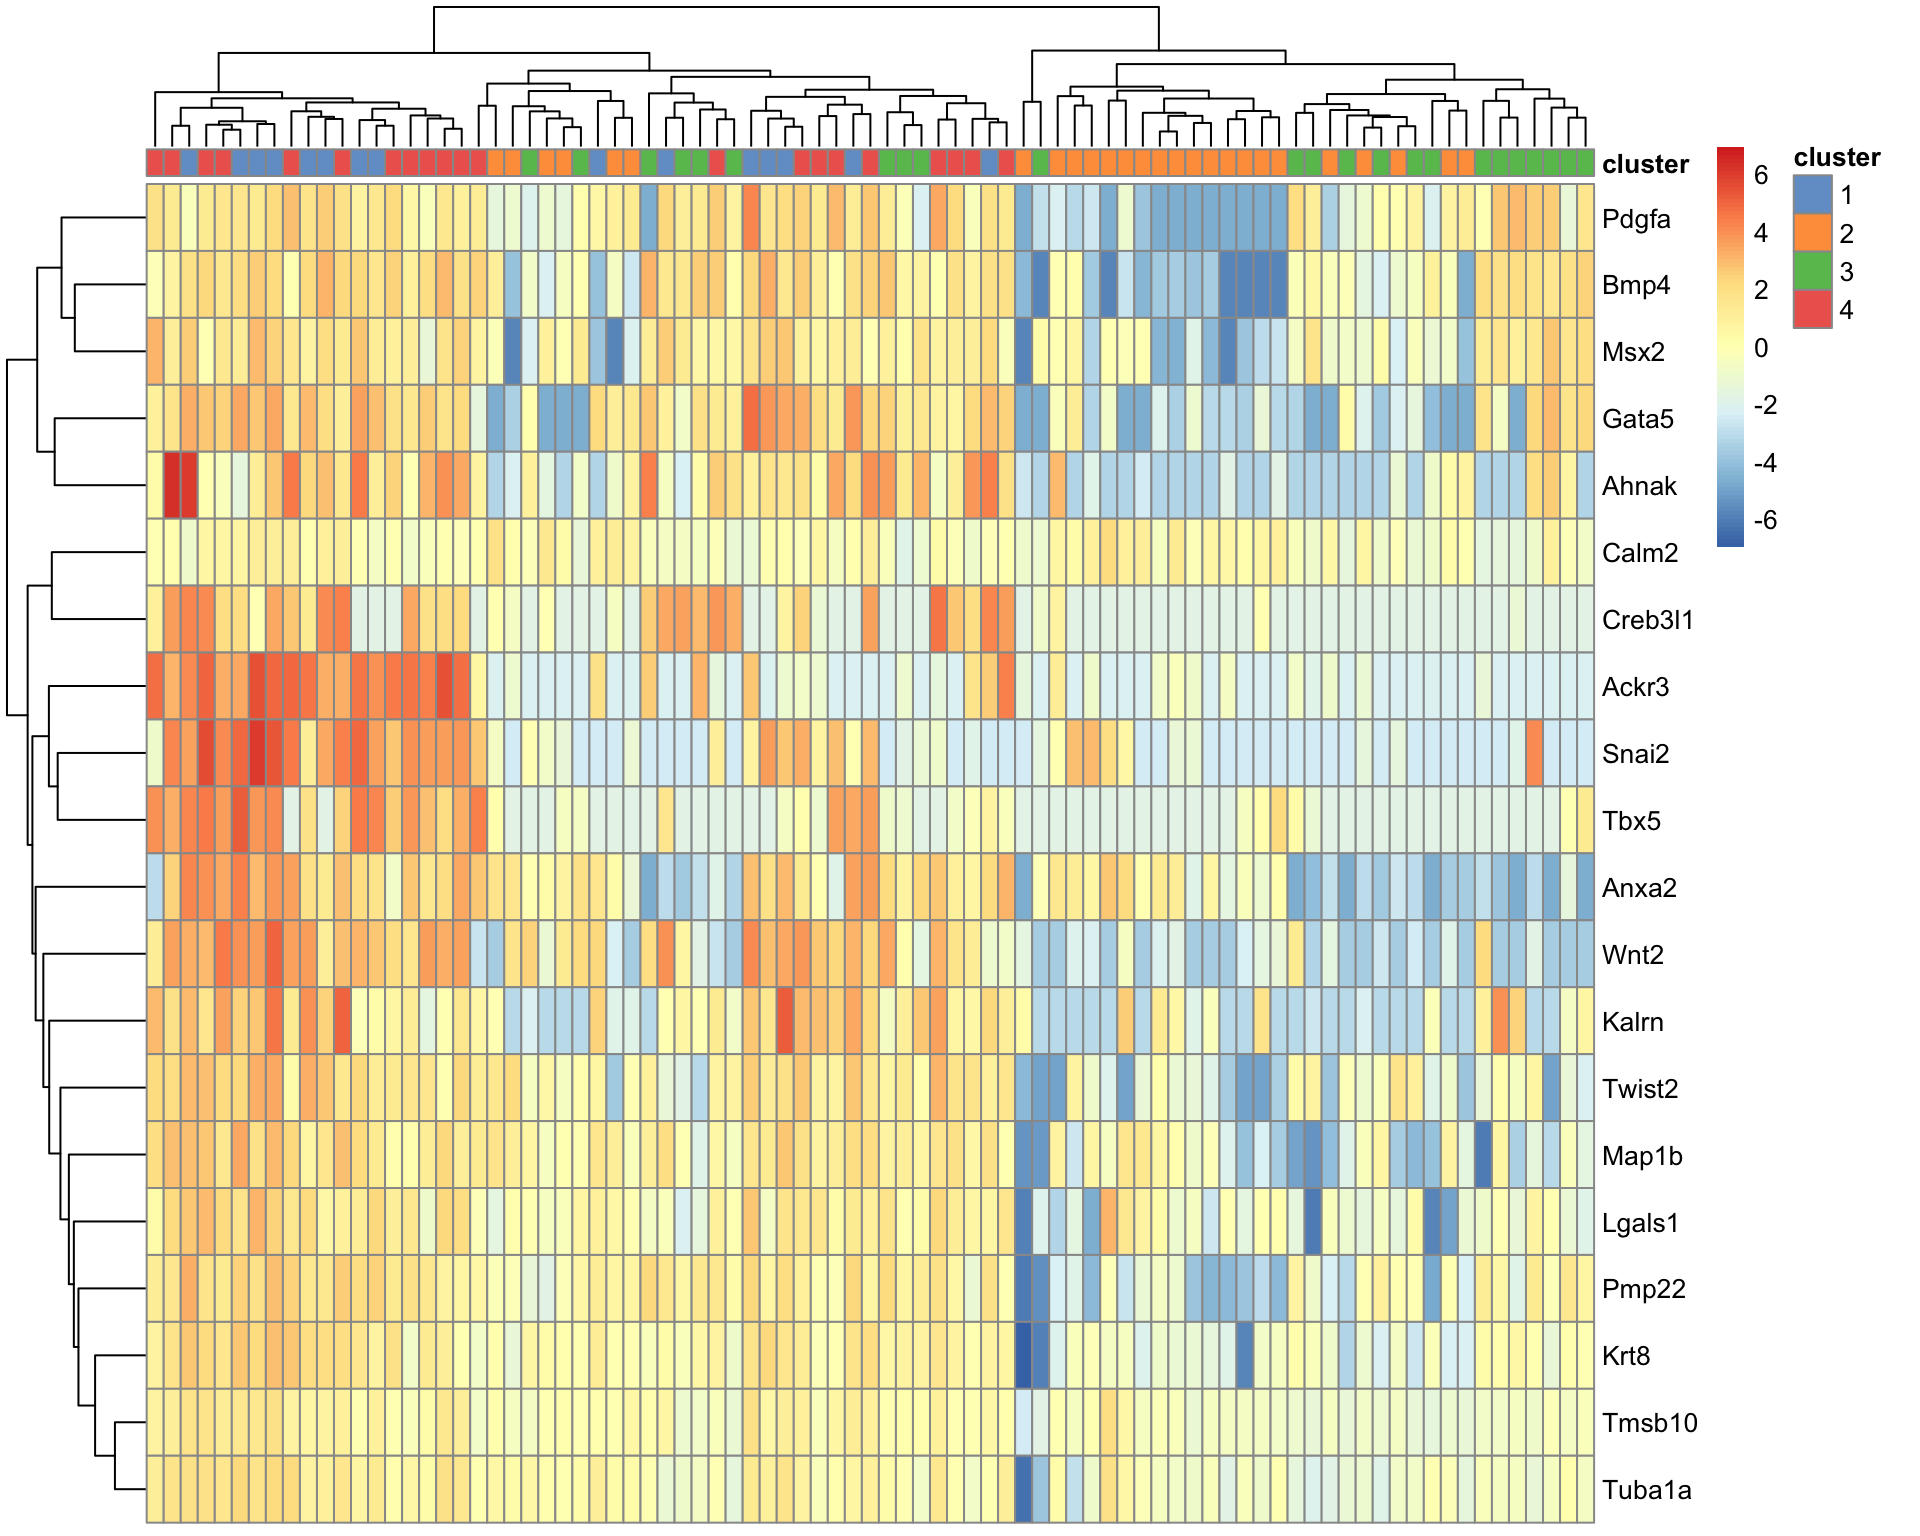 cluster
Pdgfa
Bmp4
Msx2
Gata5
Ahnak
Calm2
Creb3l1
Ackr3
Snai2
Tbx5
Anxa2
Wnt2
Kalrn
Twist2
Map1b
Lgals1
Pmp22
Krt8
Tmsb10
Tuba1a
6
4
2
0
-2
-4
-6
cluster
1
2
3
4